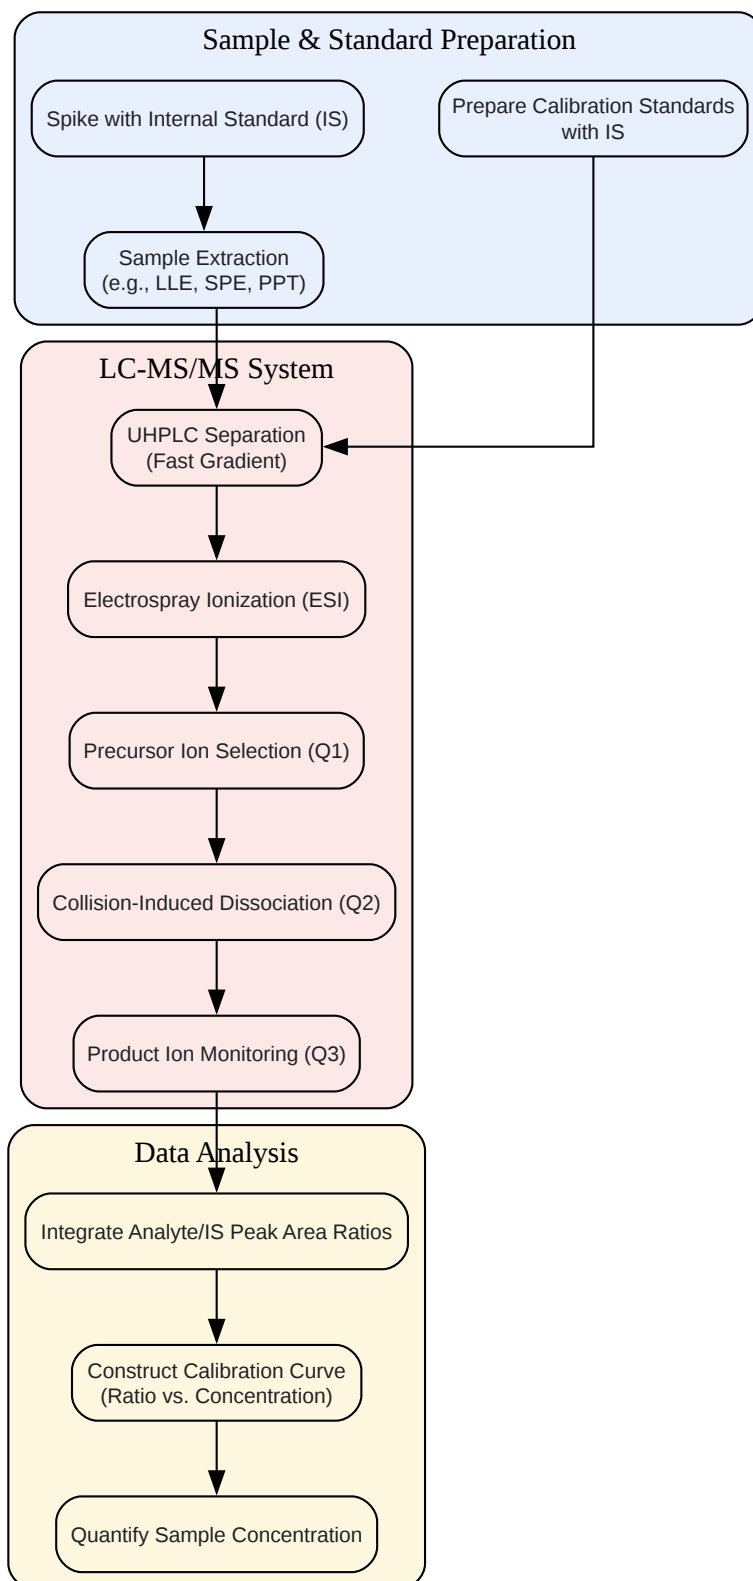 Sample & Standard Preparation
Spike with Internal Standard (IS)
Prepare Calibration Standards
with IS
Sample Extraction
(e.g., LLE, SPE, PPT)
LC-MS/MS System
UHPLC Separation
(Fast Gradient)
Electrospray Ionization (ESI)
Precursor Ion Selection (Q1)
Collision-Induced Dissociation (Q2)
Product Ion Monitoring (Q3)
Data Analysis
Integrate Analyte/IS Peak Area Ratios
Construct Calibration Curve
(Ratio vs. Concentration)
Quantify Sample Concentration